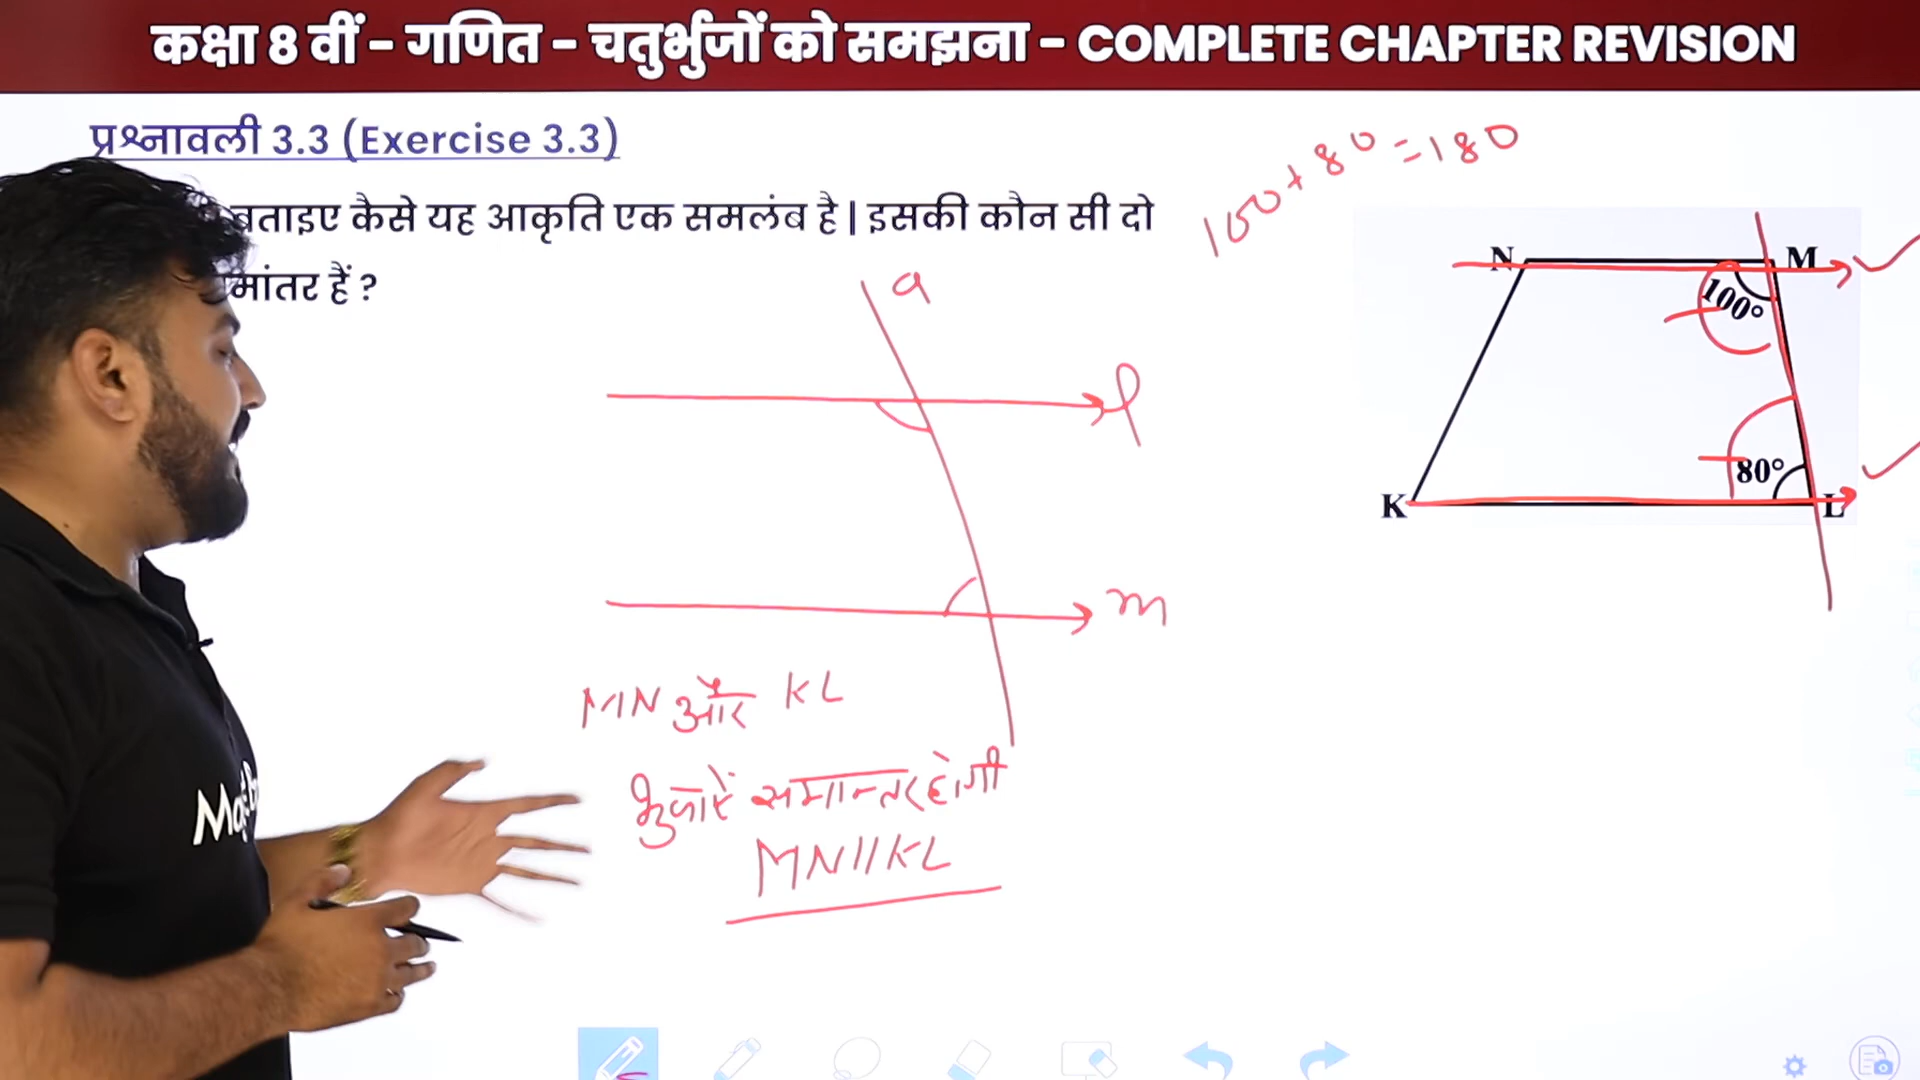 कक्षा 8 वीं – गणित – चतुर्भुजों को समझना – COMPLETE CHAPTER REVISION
प्रश्नावली 3.3 (Exercise 3.3)
बताइए कैसे यह आकृति एक समलंब है | इसकी कौन सी दो
मांतर हैं ?
100 + 80 = 180
N M
100°
80°
K L
a
l
m
MN और KL
भुजाएं समान्तर होंगी
MN // KL